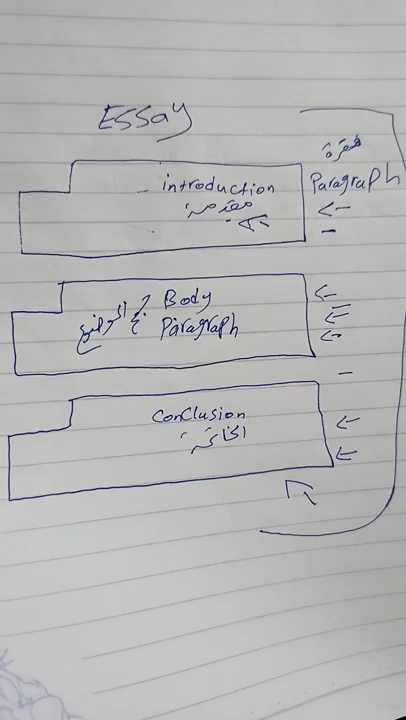 ESSay
فقرة
Paragraph
introduction
مقدمة
Body
Paragraph
Conclusion
الخاتمة